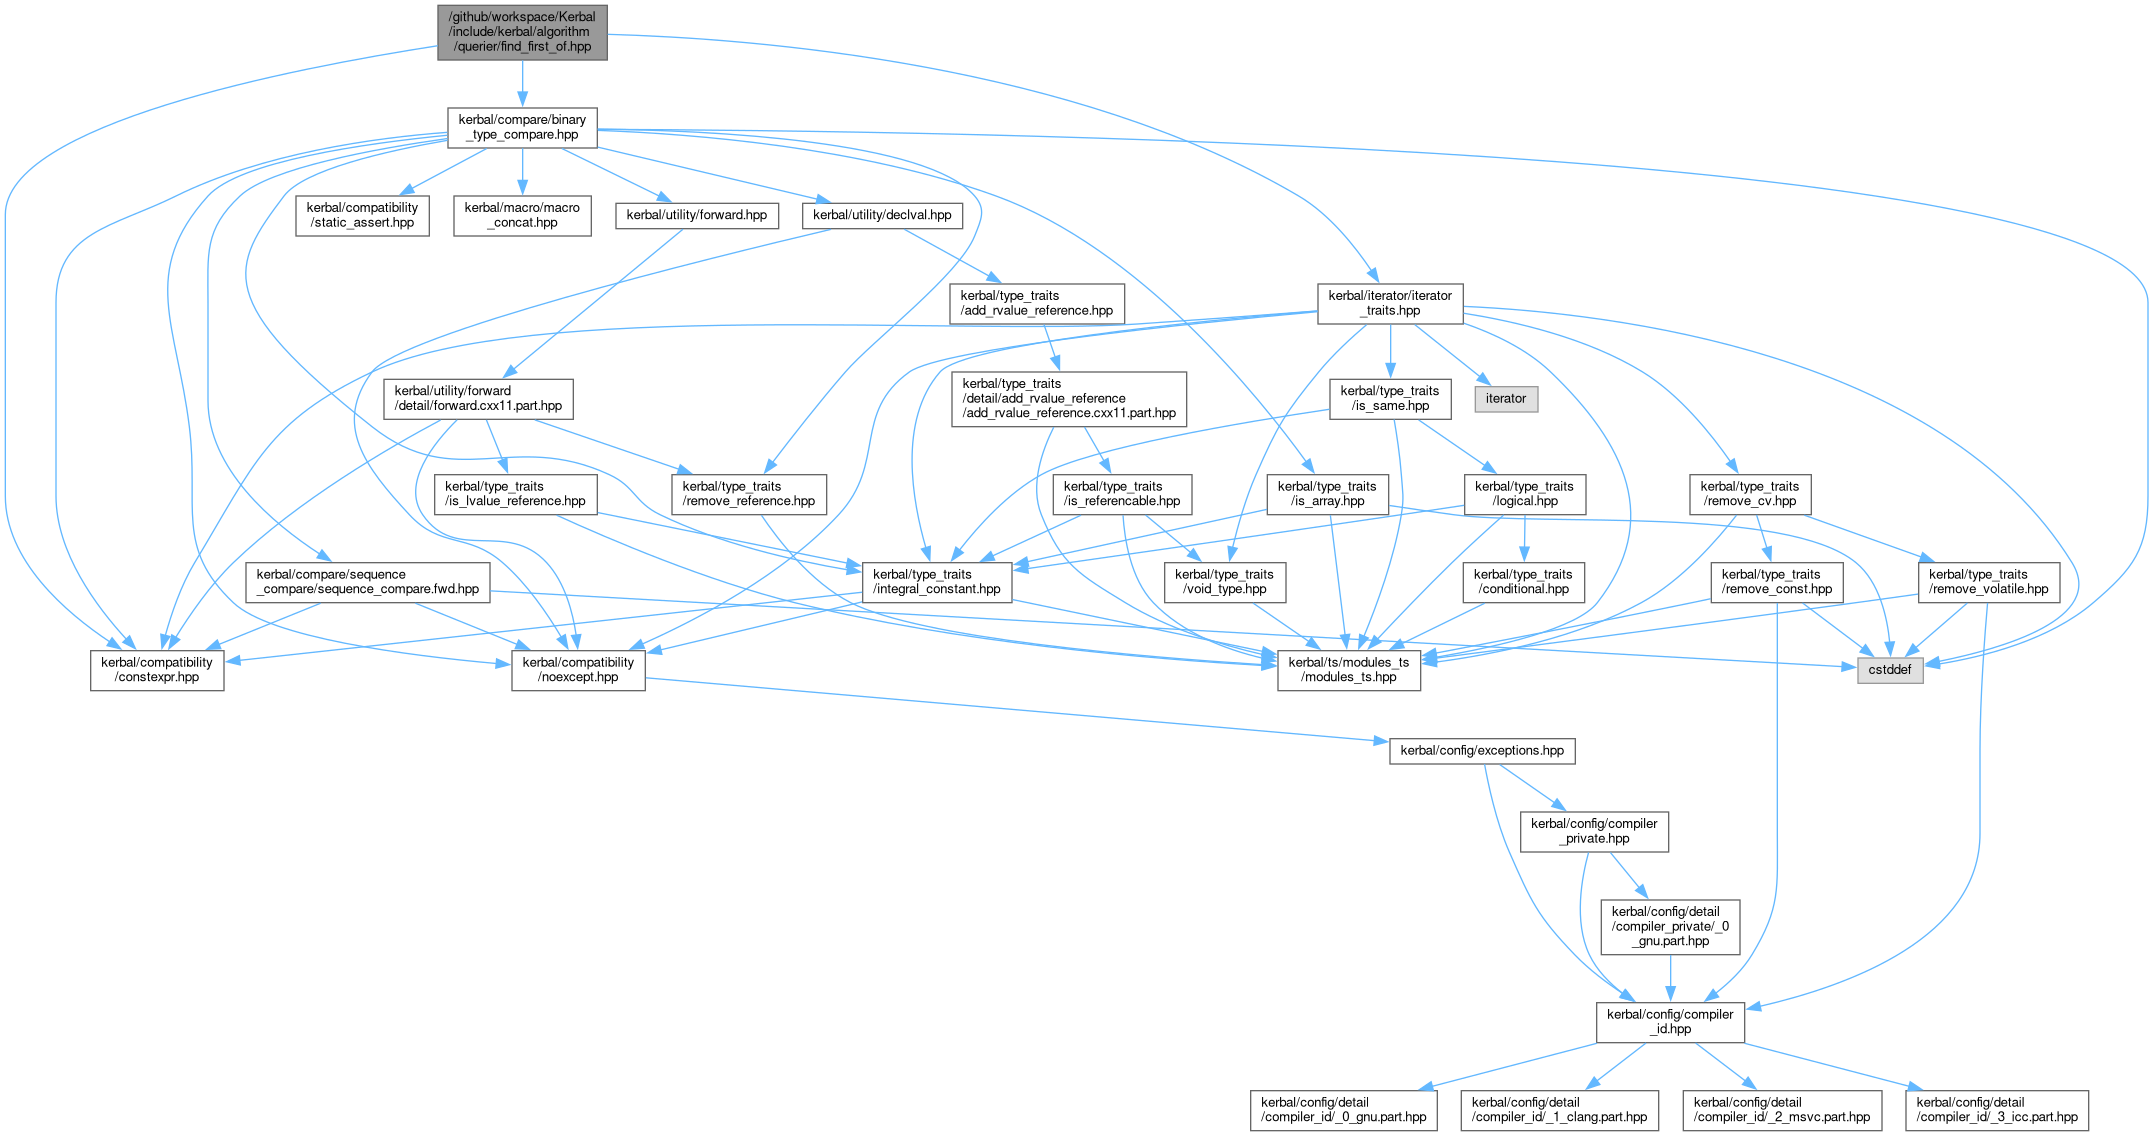 /github/workspace/Kerbal
/include/kerbal/algorithm
/querier/find_first_of.hpp
kerbal/compare/binary
_type_compare.hpp
kerbal/compatibility
/static_assert.hpp
kerbal/macro/macro
_concat.hpp
kerbal/utility/forward.hpp
kerbal/utility/declval.hpp
kerbal/type_traits
/add_rvalue_reference.hpp
kerbal/iterator/iterator
_traits.hpp
kerbal/utility/forward
/detail/forward.cxx11.part.hpp
kerbal/type_traits
/detail/add_rvalue_reference
/add_rvalue_reference.cxx11.part.hpp
kerbal/type_traits
/is_same.hpp
iterator
kerbal/type_traits
/is_lvalue_reference.hpp
kerbal/type_traits
/remove_reference.hpp
kerbal/type_traits
/is_referencable.hpp
kerbal/type_traits
/is_array.hpp
kerbal/type_traits
/logical.hpp
kerbal/type_traits
/remove_cv.hpp
kerbal/compare/sequence
_compare/sequence_compare.fwd.hpp
kerbal/type_traits
/integral_constant.hpp
kerbal/type_traits
/void_type.hpp
kerbal/type_traits
/conditional.hpp
kerbal/type_traits
/remove_const.hpp
kerbal/type_traits
/remove_volatile.hpp
kerbal/compatibility
/constexpr.hpp
kerbal/compatibility
/noexcept.hpp
kerbal/ts/modules_ts
/modules_ts.hpp
cstddef
kerbal/config/exceptions.hpp
kerbal/config/compiler
_private.hpp
kerbal/config/detail
/compiler_private/_0
_gnu.part.hpp
kerbal/config/compiler
_id.hpp
kerbal/config/detail
/compiler_id/_0_gnu.part.hpp
kerbal/config/detail
/compiler_id/_1_clang.part.hpp
kerbal/config/detail
/compiler_id/_2_msvc.part.hpp
kerbal/config/detail
/compiler_id/_3_icc.part.hpp